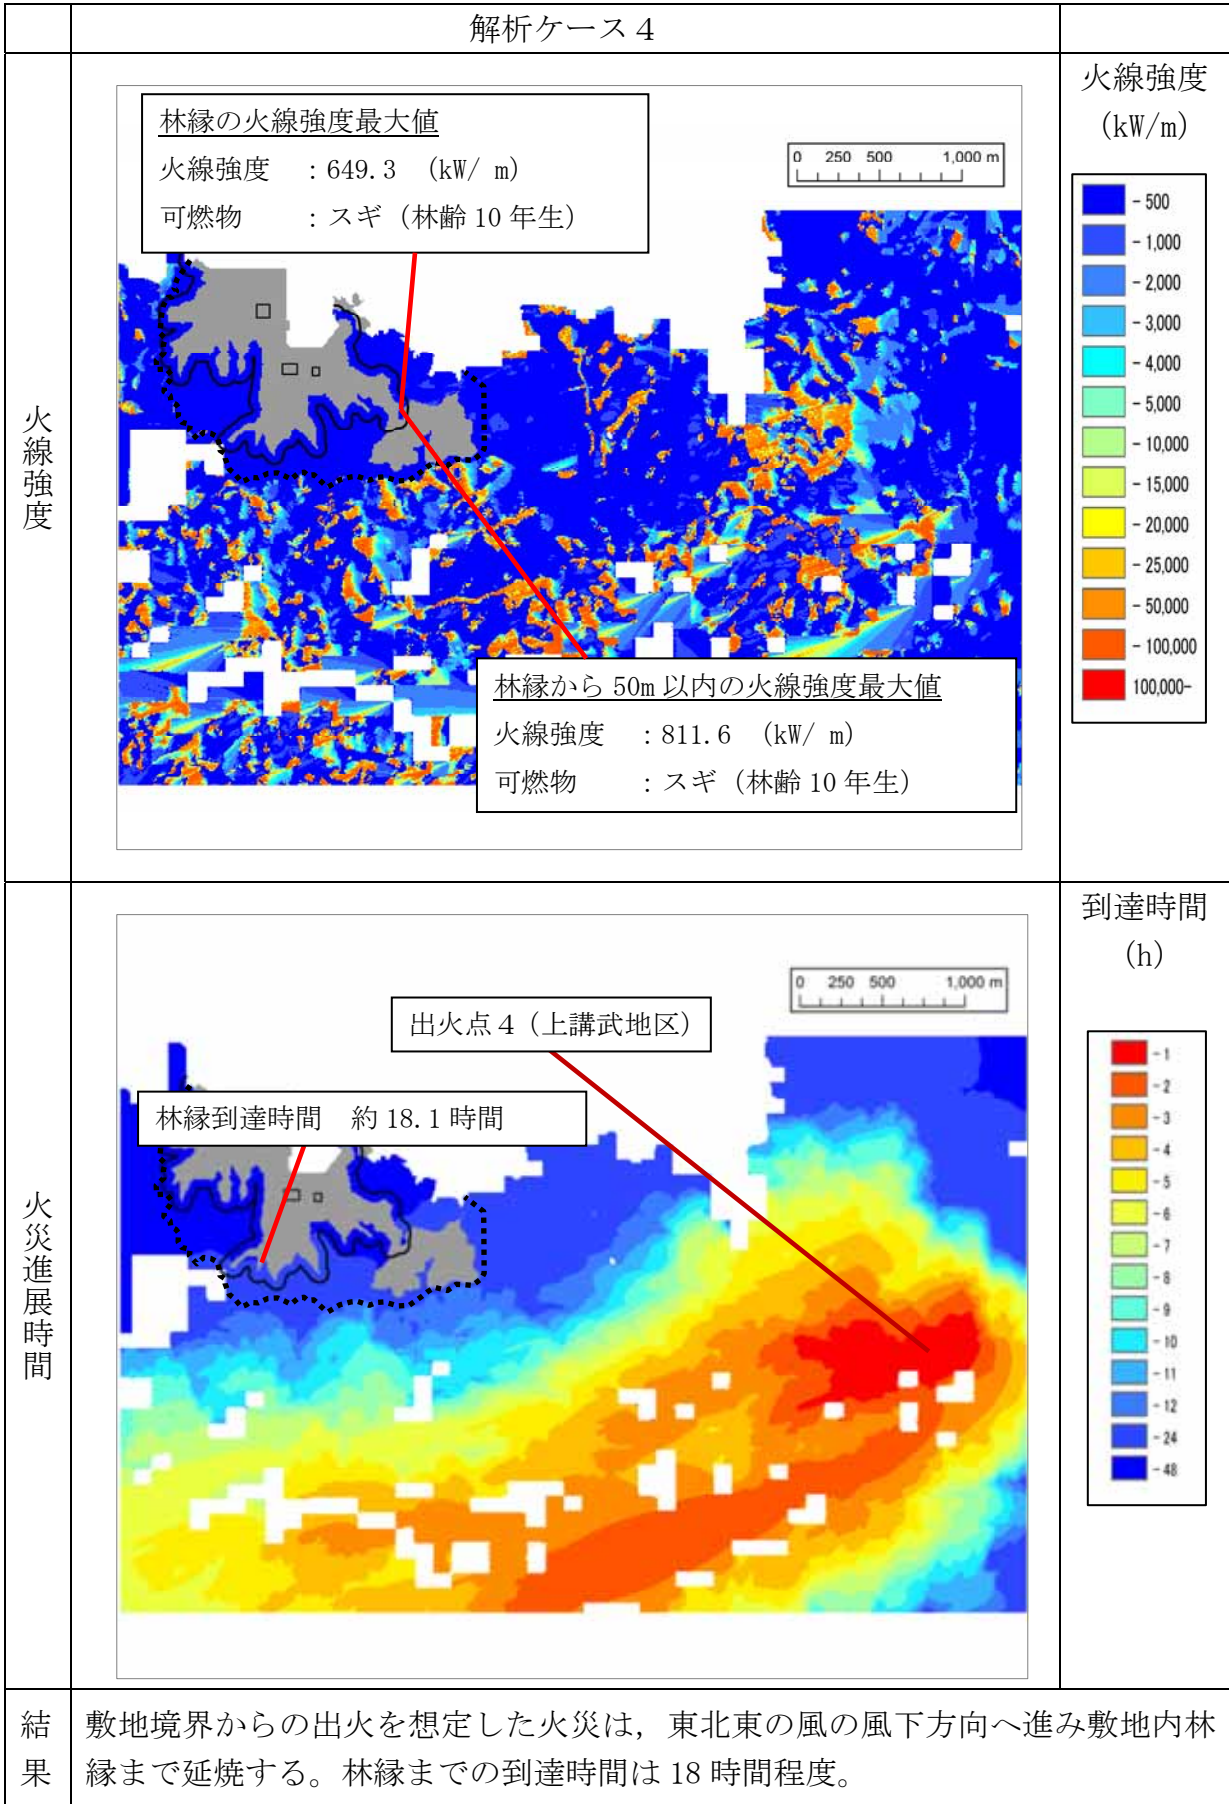 解析ケース４
火線強度
林縁の火線強度最大値
火線強度　：649.3　(kW/ m)
可燃物　　：スギ（林齢 10 年生）
0 250 500 1,000 m
林縁から 50m 以内の火線強度最大値
火線強度　：811.6　(kW/ m)
可燃物　　：スギ（林齢 10 年生）
火線強度
(kW/m)
- 500
- 1,000
- 2,000
- 3,000
- 4,000
- 5,000
- 10,000
- 15,000
- 20,000
- 25,000
- 50,000
- 100,000
100,000-
火災進展時間
0 250 500 1,000 m
出火点４（上講武地区）
林縁到達時間　約 18.1 時間
到達時間
(h)
- 1
- 2
- 3
- 4
- 5
- 6
- 7
- 8
- 9
- 10
- 11
- 12
- 24
- 48
結果
敷地境界からの出火を想定した火災は，東北東の風の風下方向へ進み敷地内林
縁まで延焼する。林縁までの到達時間は 18 時間程度。